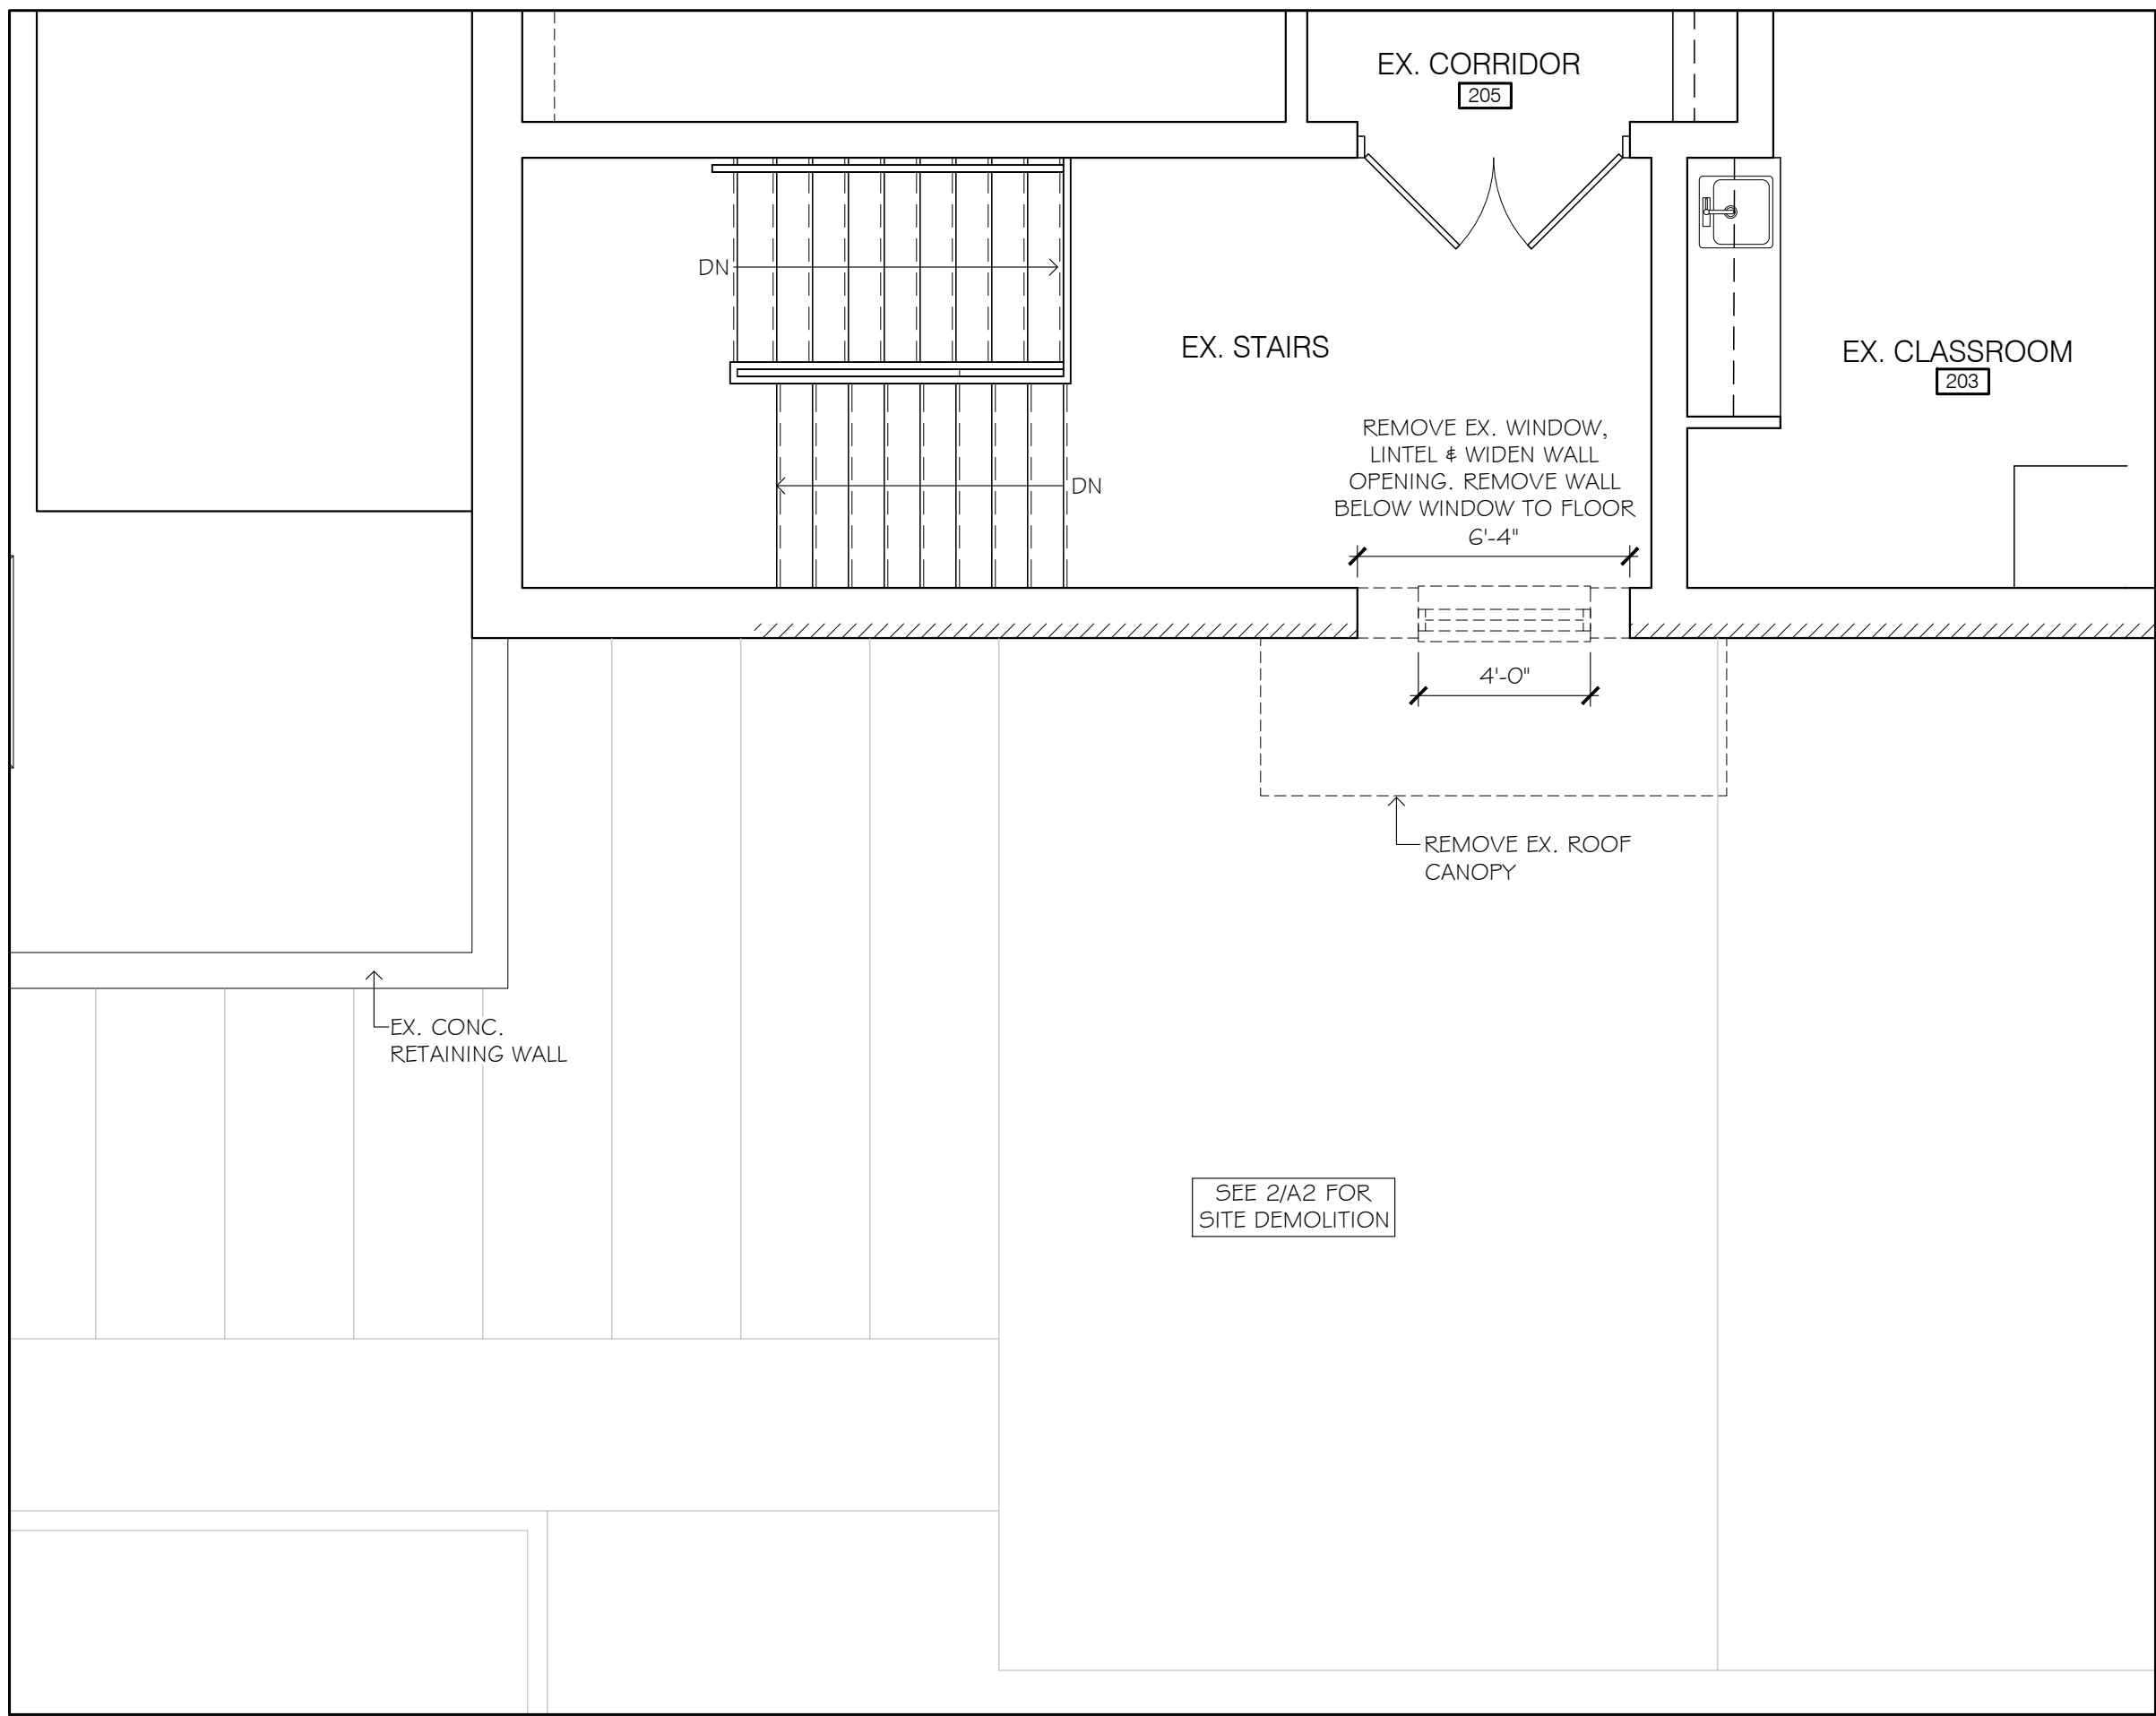 EX. CORRIDOR
205
DN
EX. STAIRS
EX. CLASSROOM
203
REMOVE EX. WINDOW,
LINTEL & WIDEN WALL
OPENING. REMOVE WALL
BELOW WINDOW TO FLOOR
6'-4"
DN
4'-0"
REMOVE EX. ROOF
CANOPY
EX. CONC.
RETAINING WALL
SEE 2/A2 FOR
SITE DEMOLITION